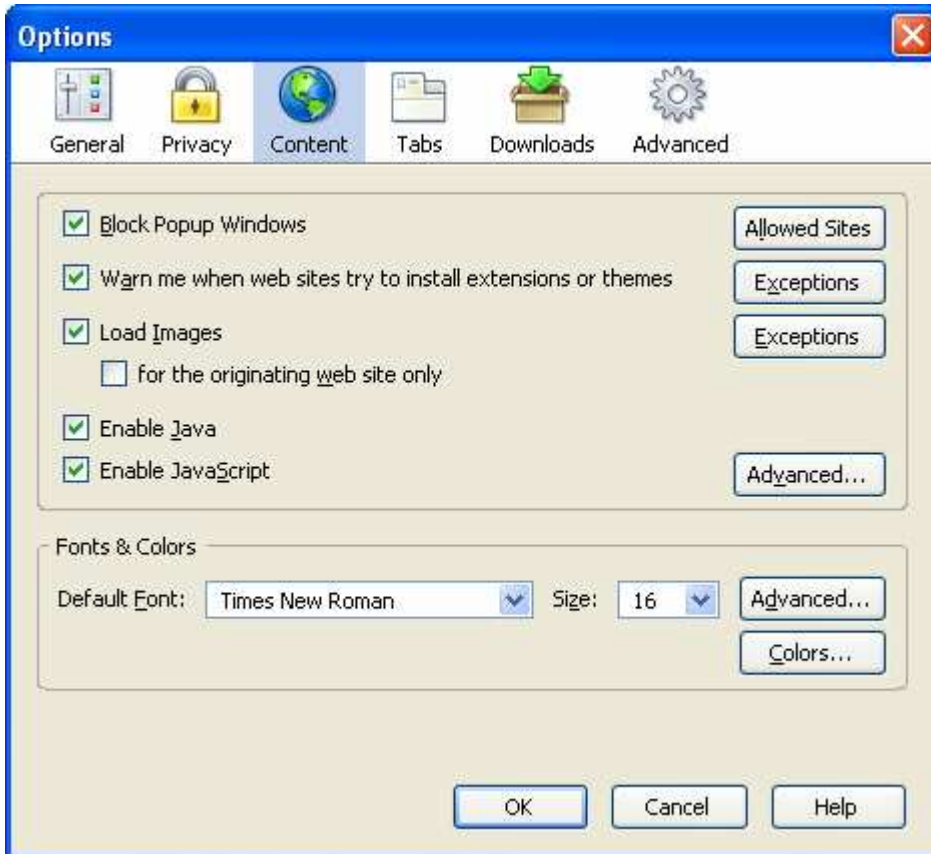 Options
General Privacy Content Tabs Downloads Advanced
Block Popup Windows Allowed Sites
Warn me when web sites try to install extensions or themes Exceptions
Load Images Exceptions
for the originating web site only
Enable Java
Enable JavaScript Advanced...
Fonts & Colors
Default Font: Times New Roman Size: 16 Advanced...
Colors...
OK Cancel Help